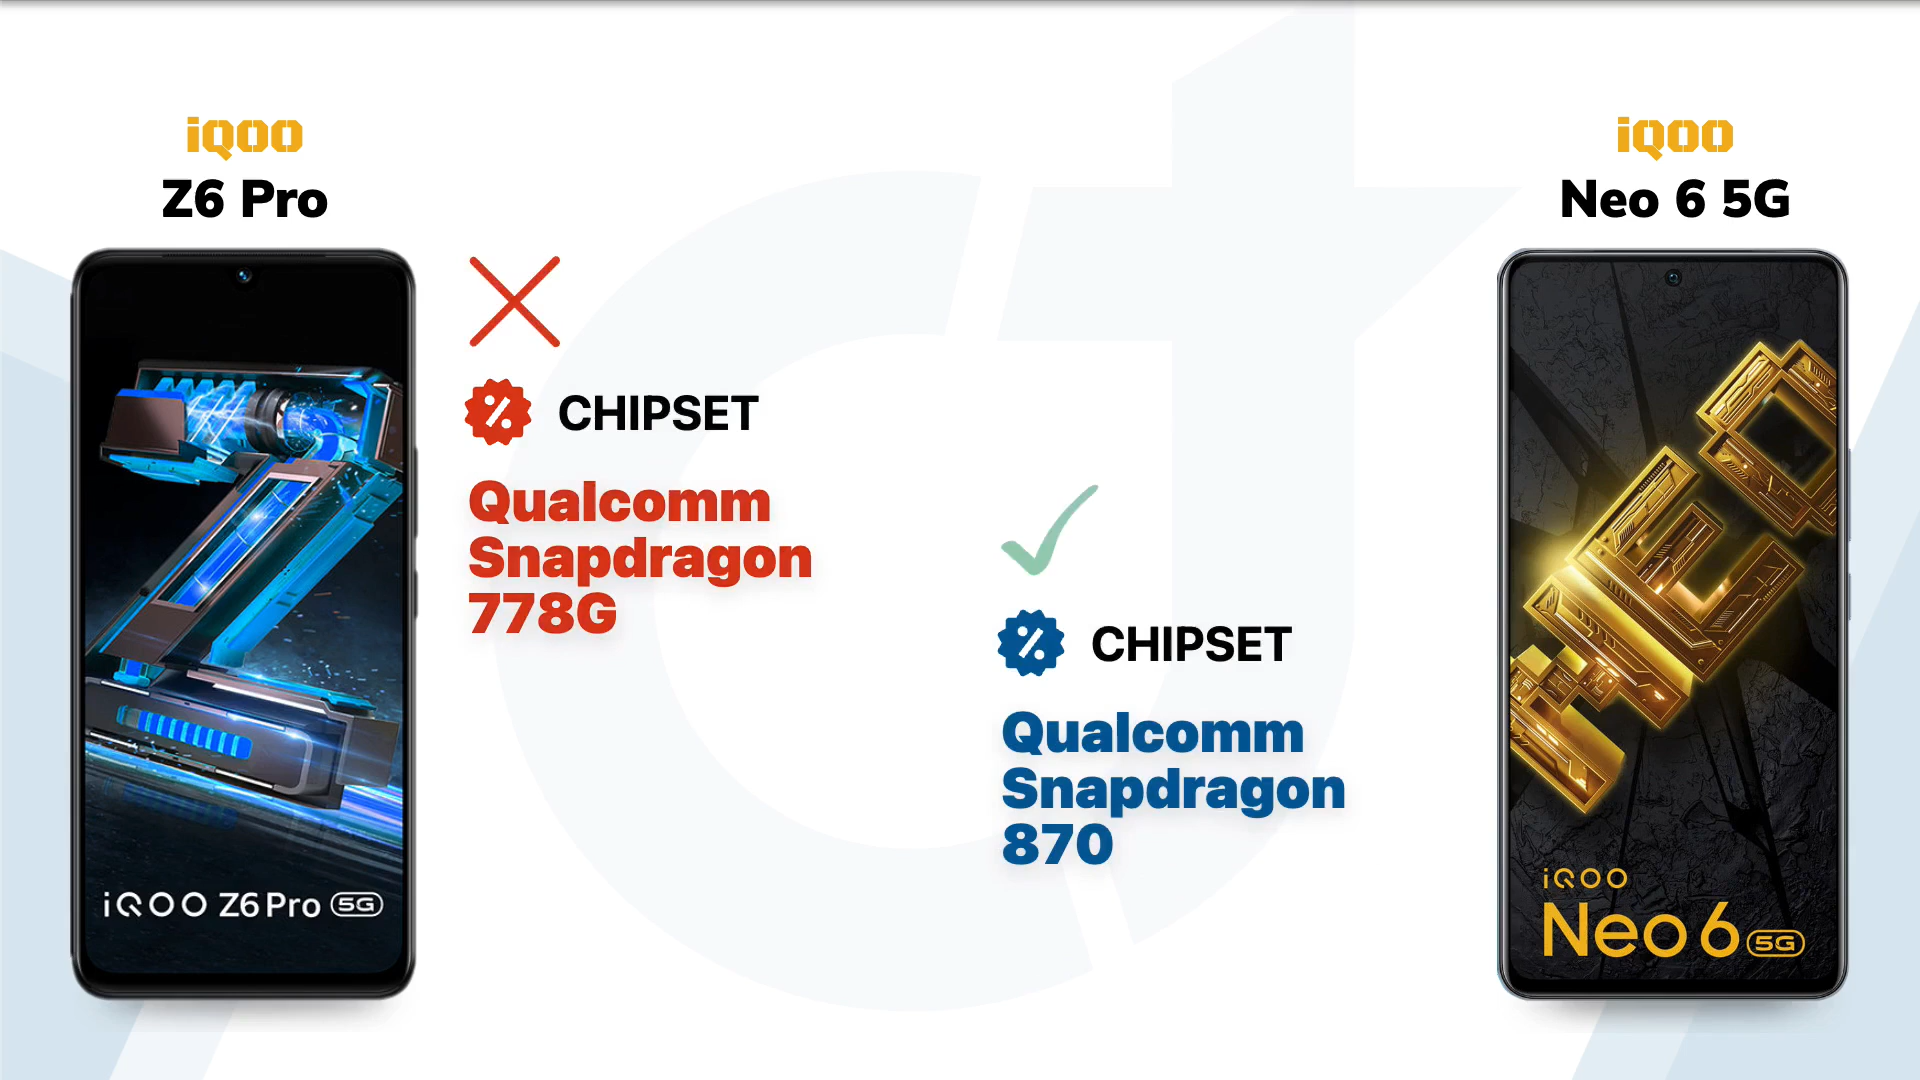 iQOO
Z6 Pro
iQOO Z6 Pro 5G
CHIPSET
Qualcomm
Snapdragon
778G
CHIPSET
Qualcomm
Snapdragon
870
iQOO
Neo 6 5G
NEO
iQOO
Neo 6 5G